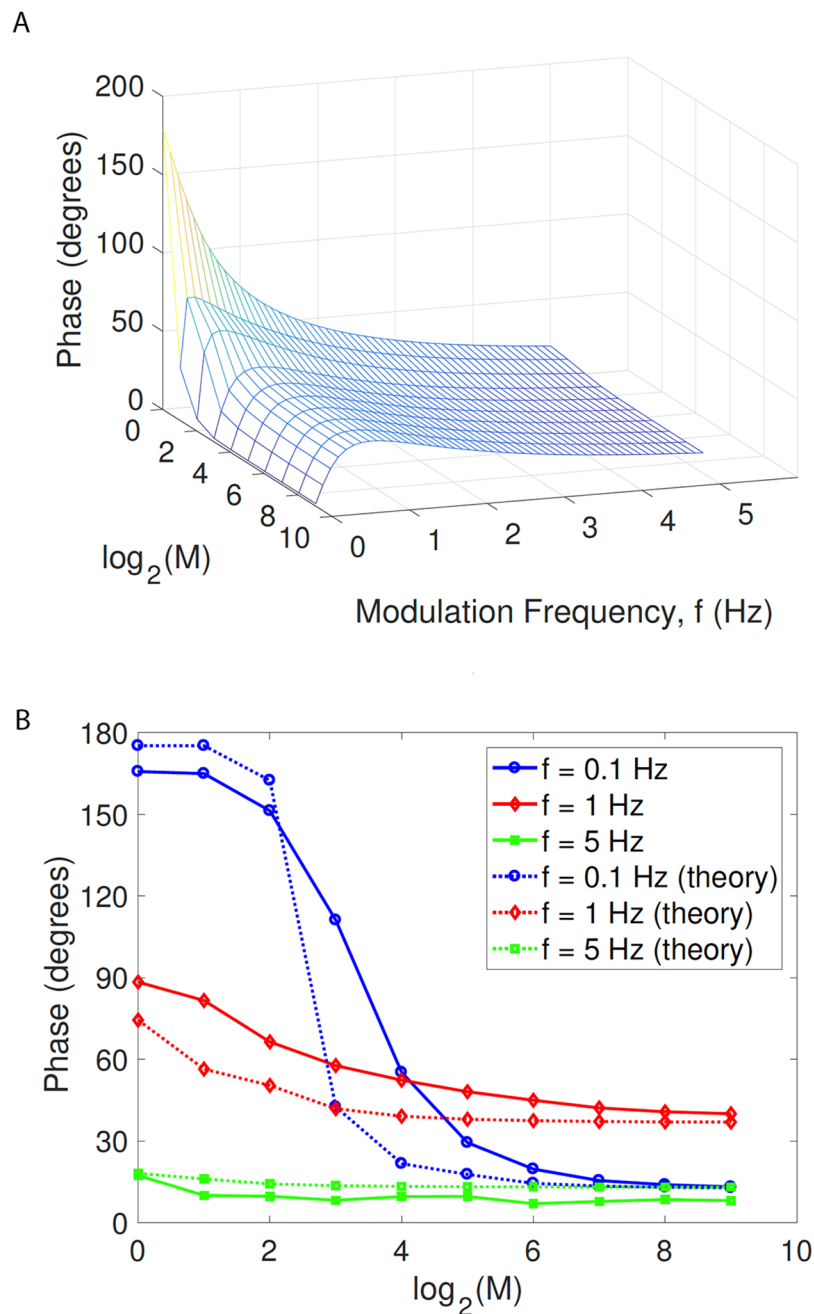 A
200
150
100
50
0
Phase (degrees)
0
2
4
6
8
10
log2(M)
0
1
2
3
4
5
Modulation Frequency, f (Hz)
B
180
150
120
90
60
30
0
Phase (degrees)
f = 0.1 Hz
f = 1 Hz
f = 5 Hz
f = 0.1 Hz (theory)
f = 1 Hz (theory)
f = 5 Hz (theory)
0
2
4
6
8
10
log2(M)